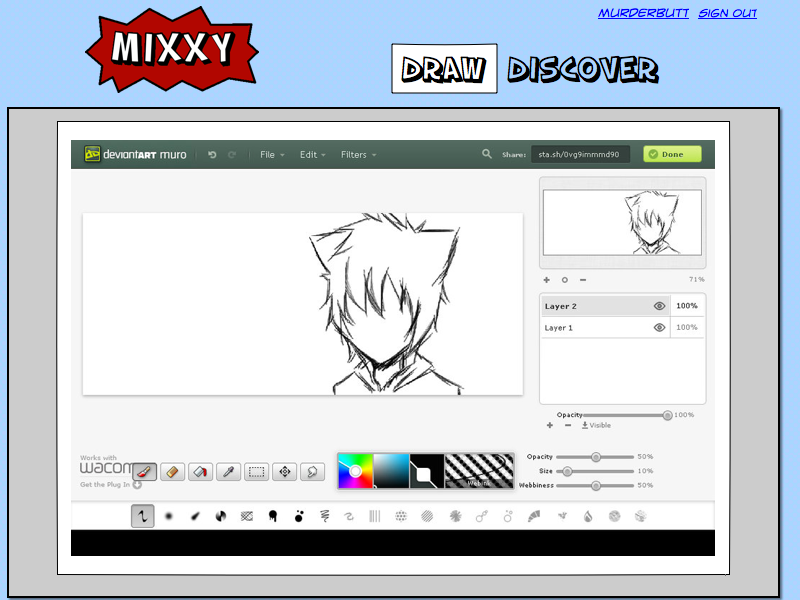 MURDERBUTT SIGN OUT
MIXXY
DRAW DISCOVER
deviantART muro File Edit Filters Share: sta.sh/0vg9immmd90 Done
71%
Layer 2 100%
Layer 1 100%
Opacity 100%
Visible
Works with
wacom
Get the Plug In
Webink
Opacity 50%
Size 10%
Webbiness 50%